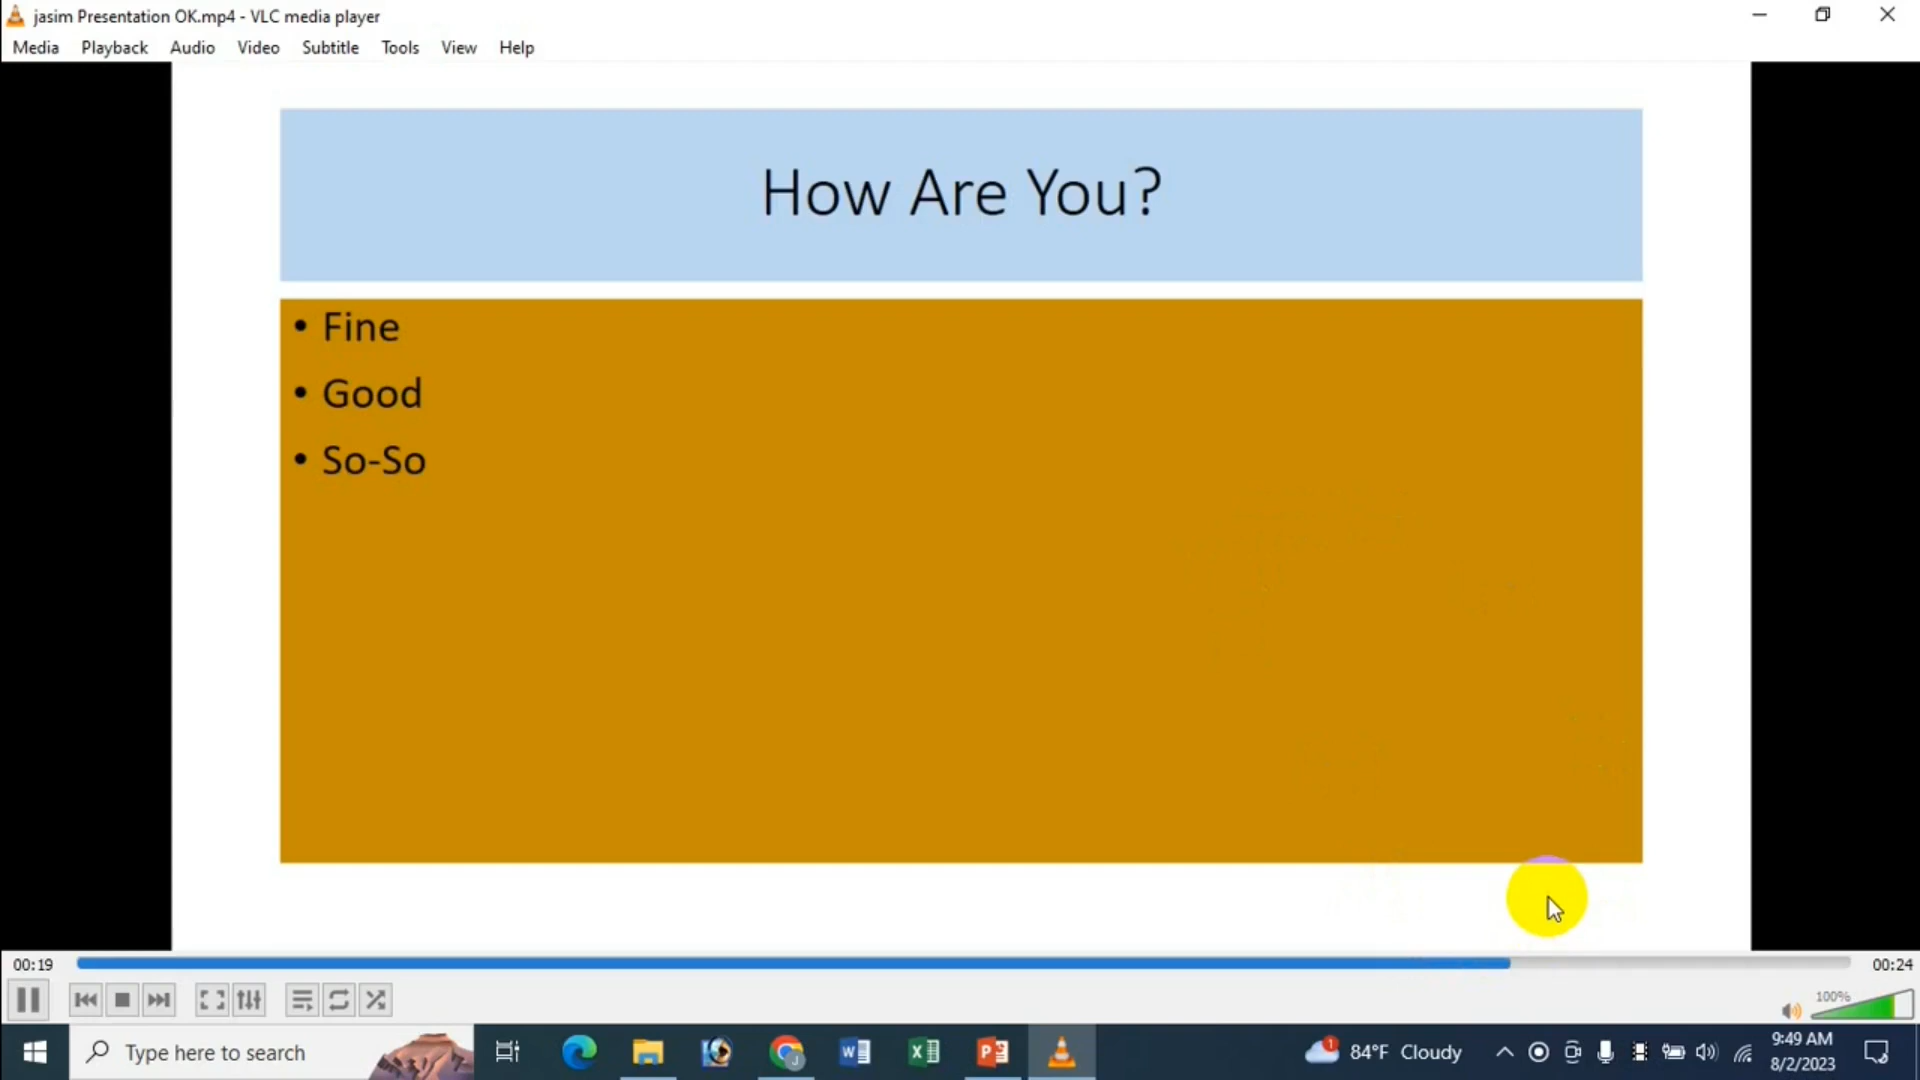 jasim Presentation OK.mp4 - VLC media player
Media Playback Audio Video Subtitle Tools View Help
How Are You?
• Fine
• Good
• So-So
00:19
00:24
100%
Type here to search
84°F Cloudy
9:49 AM
8/2/2023